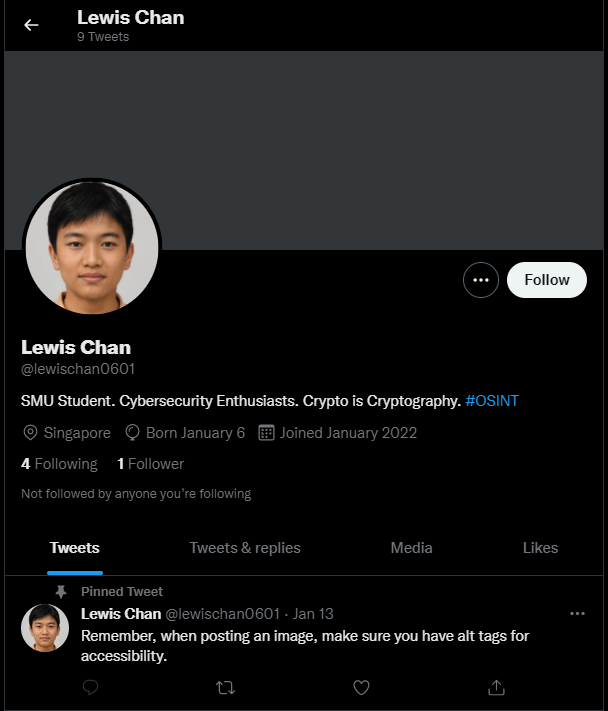 Lewis Chan
9 Tweets
Follow
Lewis Chan
@lewischan0601
SMU Student. Cybersecurity Enthusiasts. Crypto is Cryptography. #OSINT
Singapore Born January 6 Joined January 2022
4 Following 1 Follower
Not followed by anyone you're following
Tweets Tweets & replies Media Likes
Pinned Tweet
Lewis Chan @lewischan0601 · Jan 13
Remember, when posting an image, make sure you have alt tags for
accessibility.